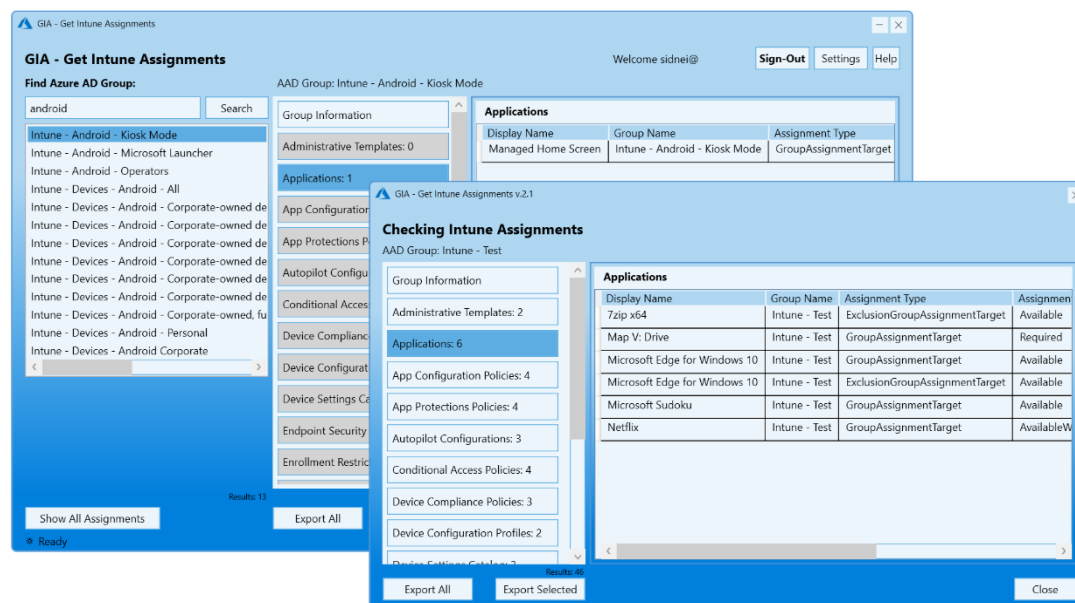 GIA - Get Intune Assignments
GIA - Get Intune Assignments
Welcome sidnei@
Sign-Out
Settings
Help
Find Azure AD Group:
AAD Group: Intune - Android - Kiosk Mode
android
Search
Intune - Android - Kiosk Mode
Intune - Android - Microsoft Launcher
Intune - Android - Operators
Intune - Devices - Android - All
Intune - Devices - Android - Corporate-owned de
Intune - Devices - Android - Corporate-owned de
Intune - Devices - Android - Corporate-owned de
Intune - Devices - Android - Corporate-owned de
Intune - Devices - Android - Corporate-owned de
Intune - Devices - Android - Corporate-owned de
Intune - Devices - Android - Corporate-owned, fu
Intune - Devices - Android - Personal
Intune - Devices - Android Corporate
Results: 13
Show All Assignments
Ready
Group Information
Administrative Templates: 0
Applications: 1
App Configuration
App Protections P
Autopilot Configu
Conditional Acces
Device Complianc
Device Configurat
Device Settings Ca
Endpoint Security
Enrollment Restric
Export All
Applications
Display Name Group Name Assignment Type
Managed Home Screen Intune - Android - Kiosk Mode GroupAssignmentTarget
GIA - Get Intune Assignments v.2.1
Checking Intune Assignments
AAD Group: Intune - Test
Group Information
Administrative Templates: 2
Applications: 6
App Configuration Policies: 4
App Protections Policies: 4
Autopilot Configurations: 3
Conditional Access Policies: 4
Device Compliance Policies: 3
Device Configuration Profiles: 2
Results: 46
Export All
Export Selected
Applications
Display Name Group Name Assignment Type Assignmen
7zip x64 Intune - Test ExclusionGroupAssignmentTarget Available
Map V: Drive Intune - Test GroupAssignmentTarget Required
Microsoft Edge for Windows 10 Intune - Test GroupAssignmentTarget Available
Microsoft Edge for Windows 10 Intune - Test ExclusionGroupAssignmentTarget Available
Microsoft Sudoku Intune - Test GroupAssignmentTarget Available
Netflix Intune - Test GroupAssignmentTarget AvailableW
Close